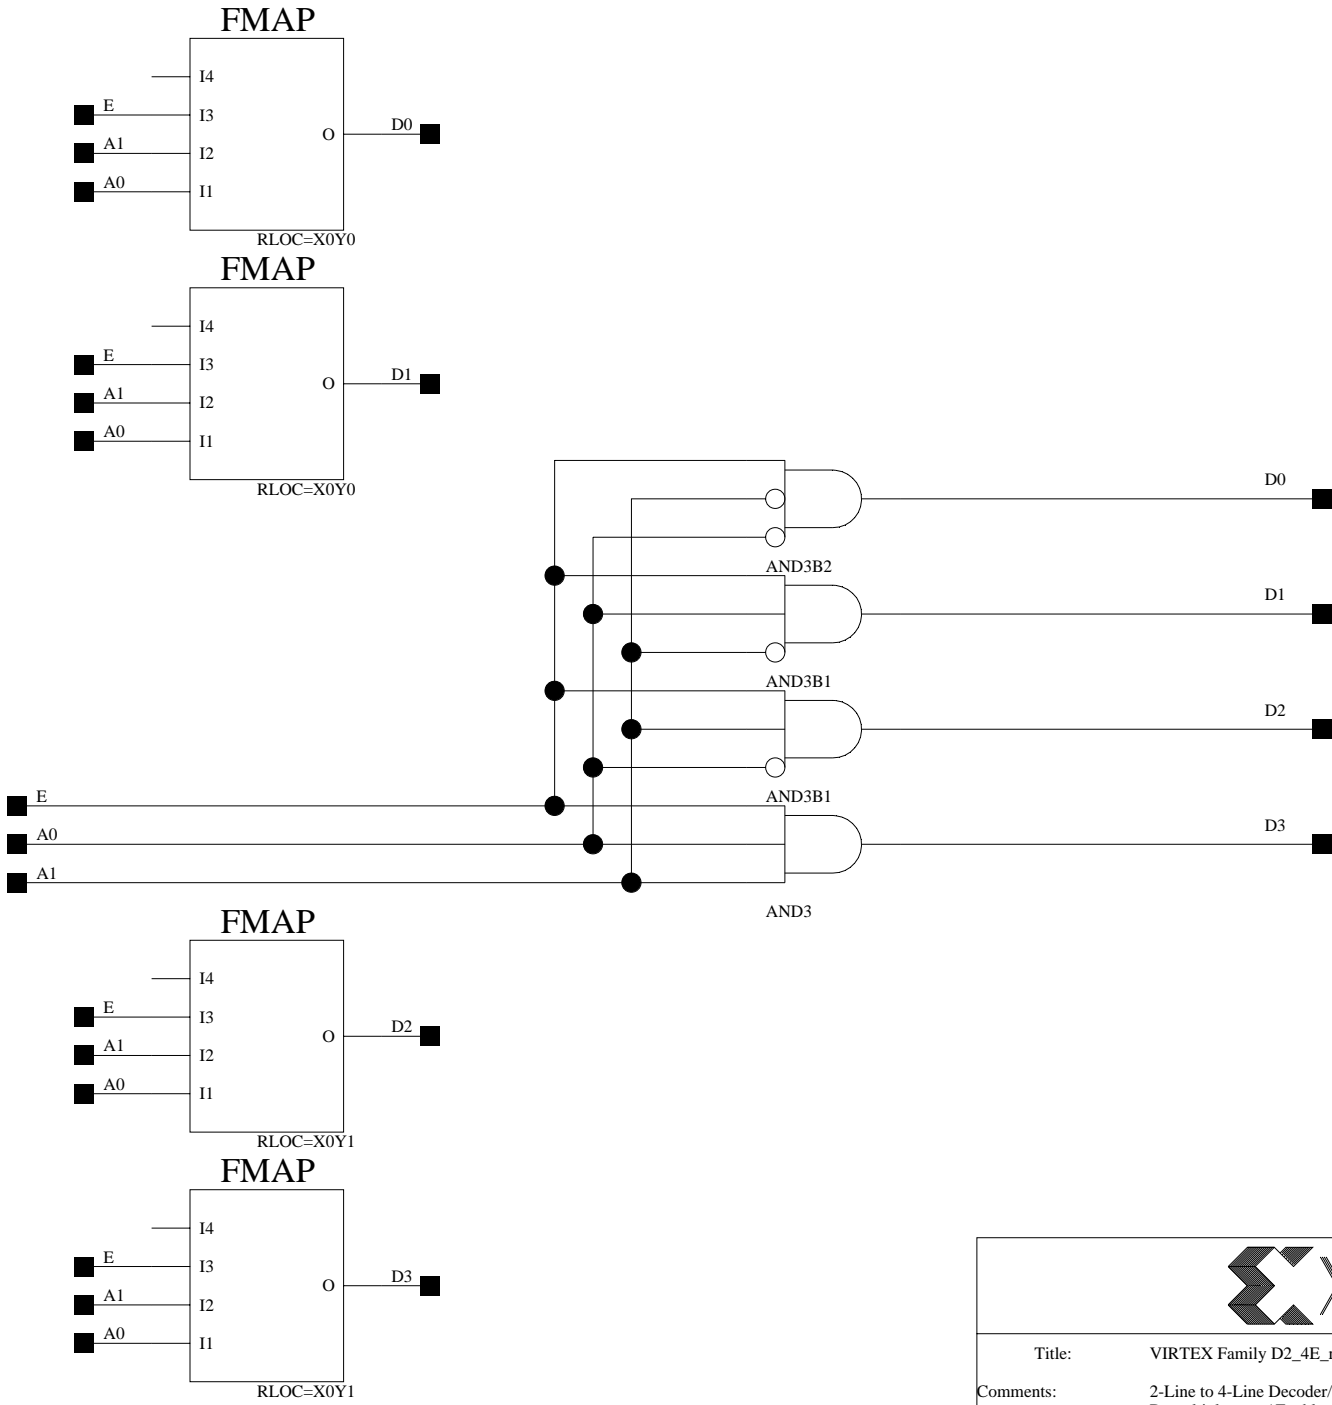 FMAP
I4
E
I3
A1
I2
A0
I1
O
D0
RLOC=X0Y0
FMAP
I4
E
I3
A1
I2
A0
I1
O
D1
RLOC=X0Y0
D0
AND3B2
D1
AND3B1
D2
AND3B1
E
A0
A1
D3
AND3
FMAP
I4
E
I3
A1
I2
A0
I1
O
D2
RLOC=X0Y1
FMAP
I4
E
I3
A1
I2
A0
I1
O
D3
RLOC=X0Y1
Title: VIRTEX Family D2_4E_
Comments: 2-Line to 4-Line Decoder/